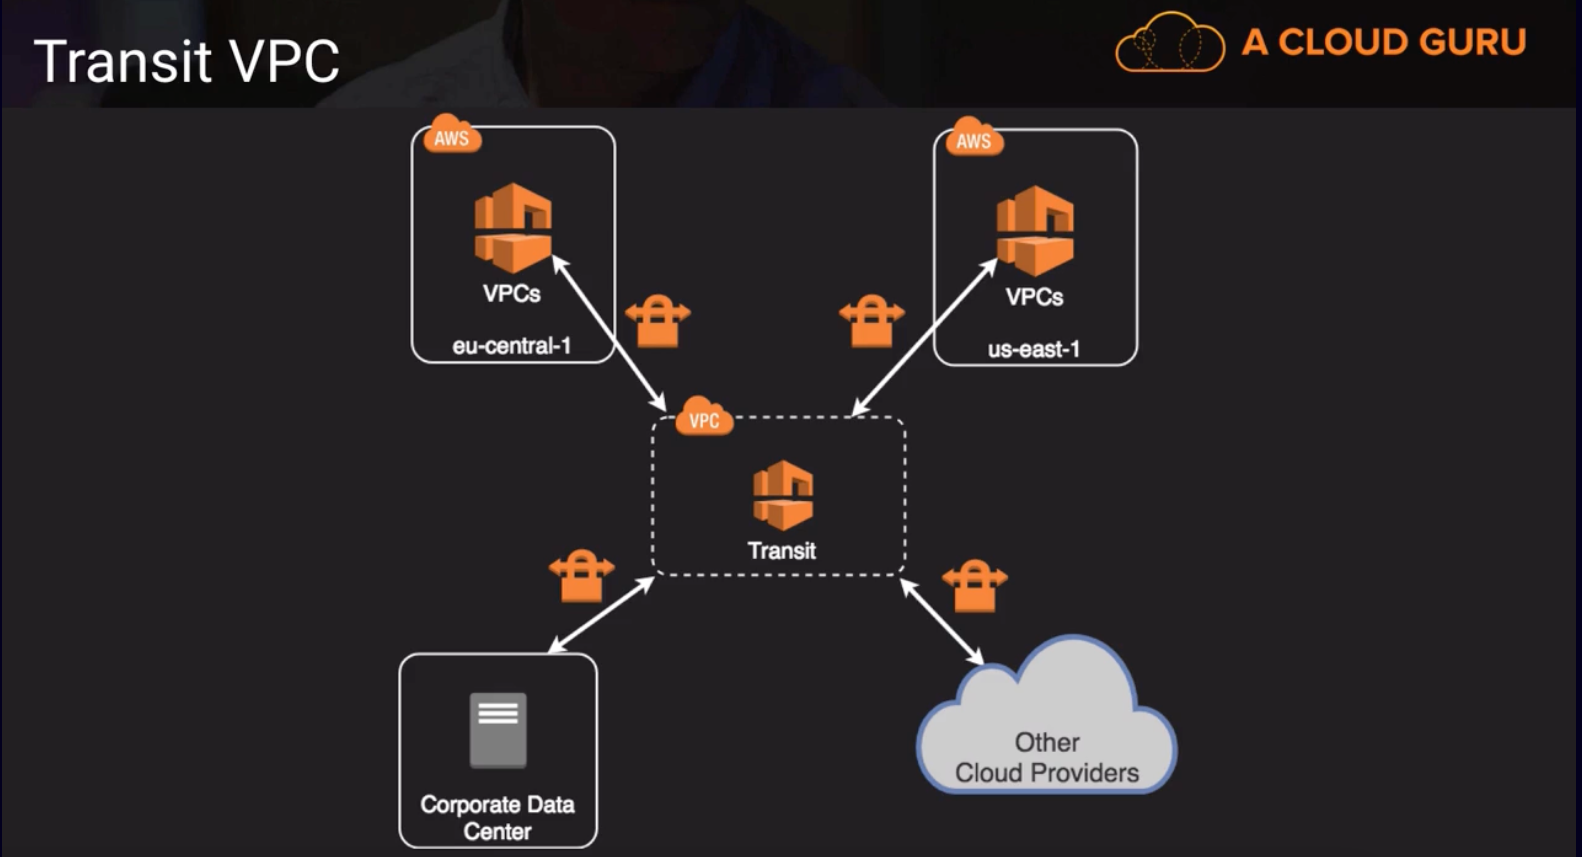 Transit VPC
A CLOUD GURU
AWS
VPCs
eu-central-1
AWS
VPCs
us-east-1
VPC
Transit
Corporate Data
Center
Other
Cloud Providers